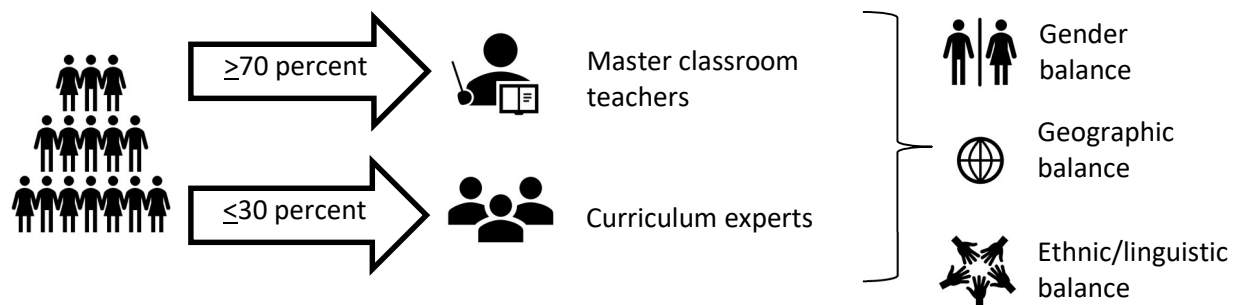 ≥70 percent
Master classroom
teachers
≤30 percent
Curriculum experts
Gender
balance
Geographic
balance
Ethnic/linguistic
balance